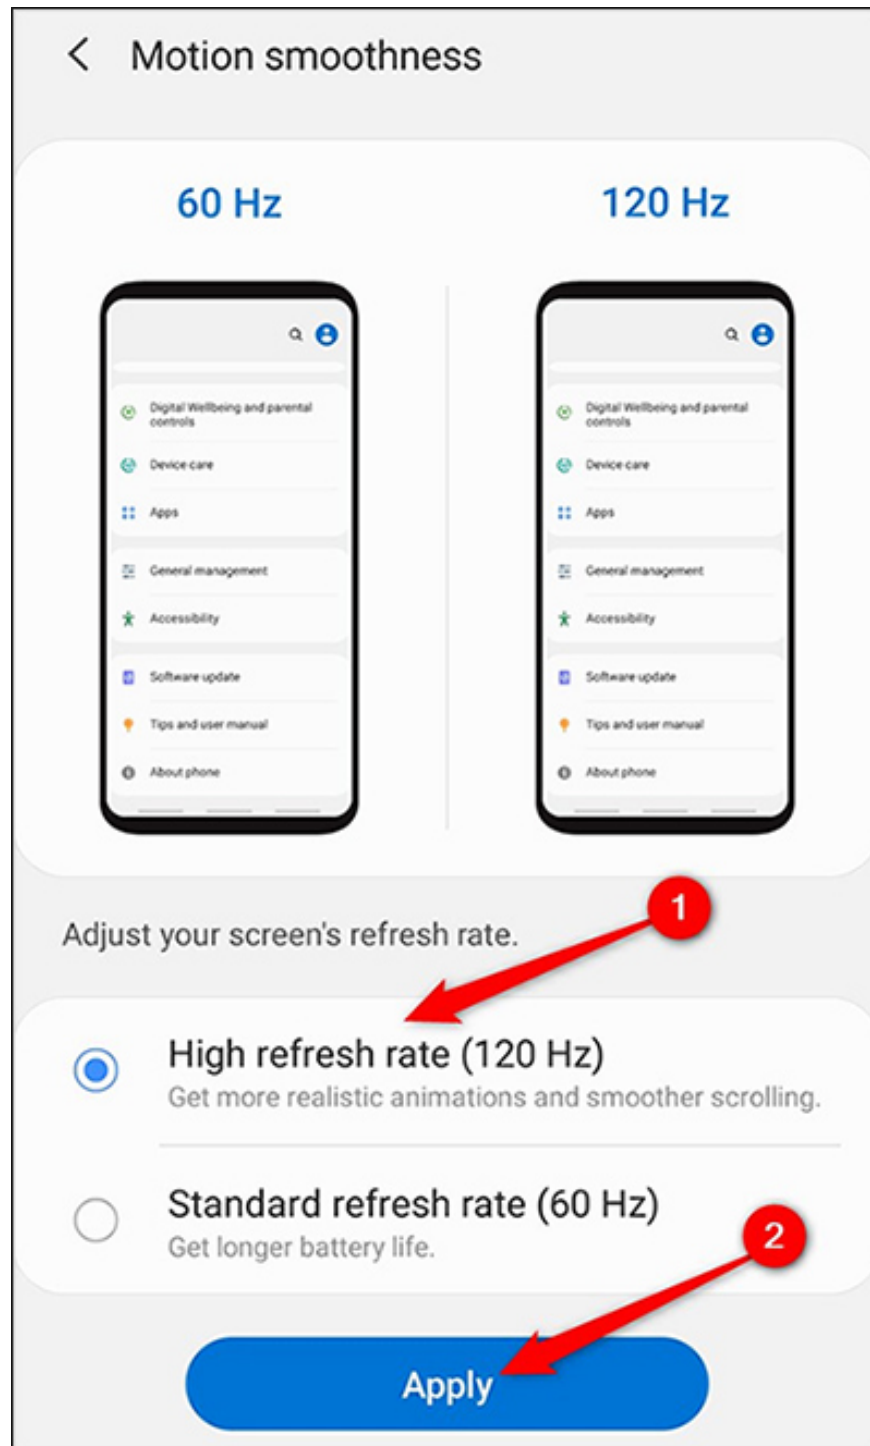 Motion smoothness
60 Hz
120 Hz
Digital Wellbeing and parental
controls
Device care
Apps
General management
Accessibility
Software update
Tips and user manual
About phone
Digital Wellbeing and parental
controls
Device care
Apps
General management
Accessibility
Software update
Tips and user manual
About phone
1
Adjust your screen's refresh rate.
High refresh rate (120 Hz)
Get more realistic animations and smoother scrolling.
Standard refresh rate (60 Hz)
2
Get longer battery life.
Apply